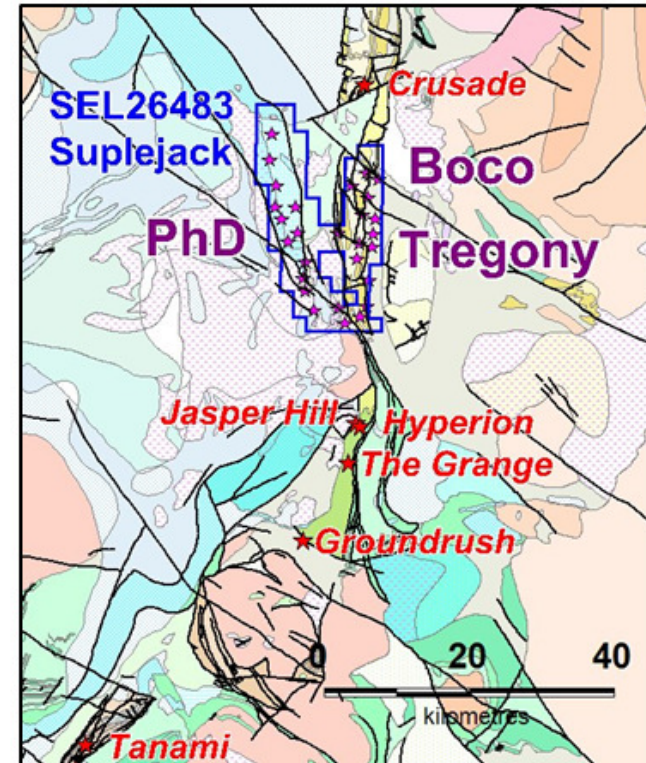 Crusade
SEL26483
Suplejack
Boco
PhD
Tregony
Jasper Hill
Hyperion
The Grange
Groundrush
0 20 40
kilometres
Tanami